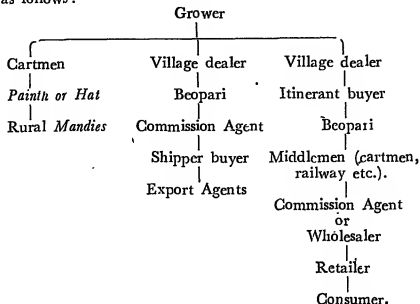 as follows:
Grower
Cartmen Village dealer Village dealer
Painth or Hat Beopari Itinerant buyer
Rural Mandies Commission Agent Beopari
Shipper buyer Middlemen (cartmen,
Export Agents railway etc.).
Commission Agent
or
Wholesaler
Retailer
Consumer.